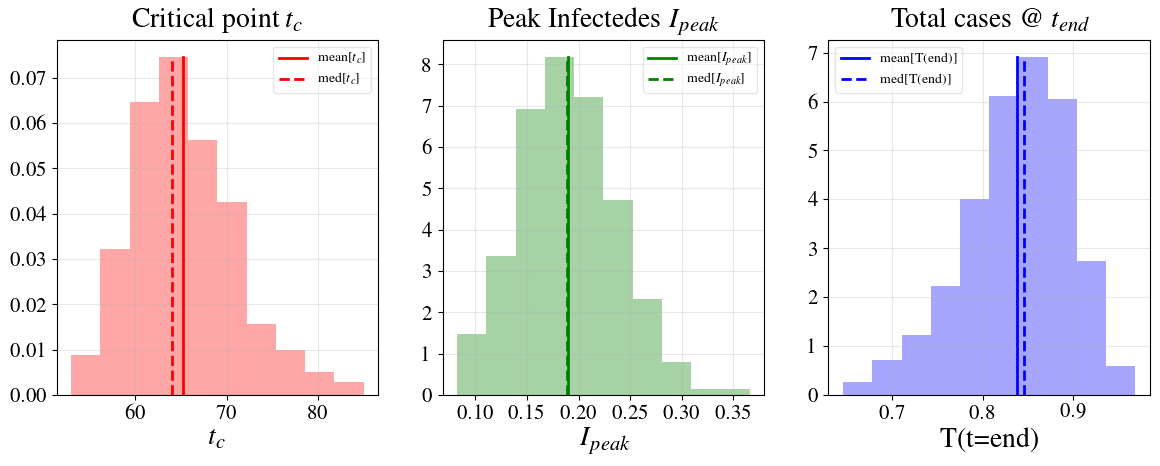 Critical point t_c
mean[t_c]
med[t_c]
0.07
0.06
0.05
0.04
0.03
0.02
0.01
0.00
60 70 80
t_c
Peak Infectedes I_peak
mean[I_peak]
med[I_peak]
8
7
6
5
4
3
2
1
0
0.10 0.15 0.20 0.25 0.30 0.35
I_peak
Total cases @ t_end
mean[T(end)]
med[T(end)]
7
6
5
4
3
2
1
0
0.7 0.8 0.9
T(t=end)